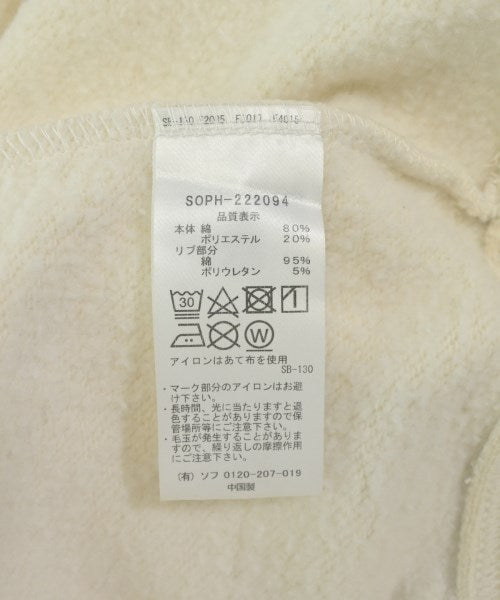 SOPH-222094
品質表示
本体 綿 80%
ポリエステル 20%
リブ部分
綿 95%
ポリウレタン 5%
30
W
アイロンはあて布を使用
SB-130
・マーク部分のアイロンはお避
け下さい。
・長時間、光に当たりますと退
色することがありますので保
管場所等にご注意下さい。
・毛玉が発生することがありま
すので、繰り返しの摩擦作用
にご注意下さい。
(有) ソフ 0120-207-019
中国製